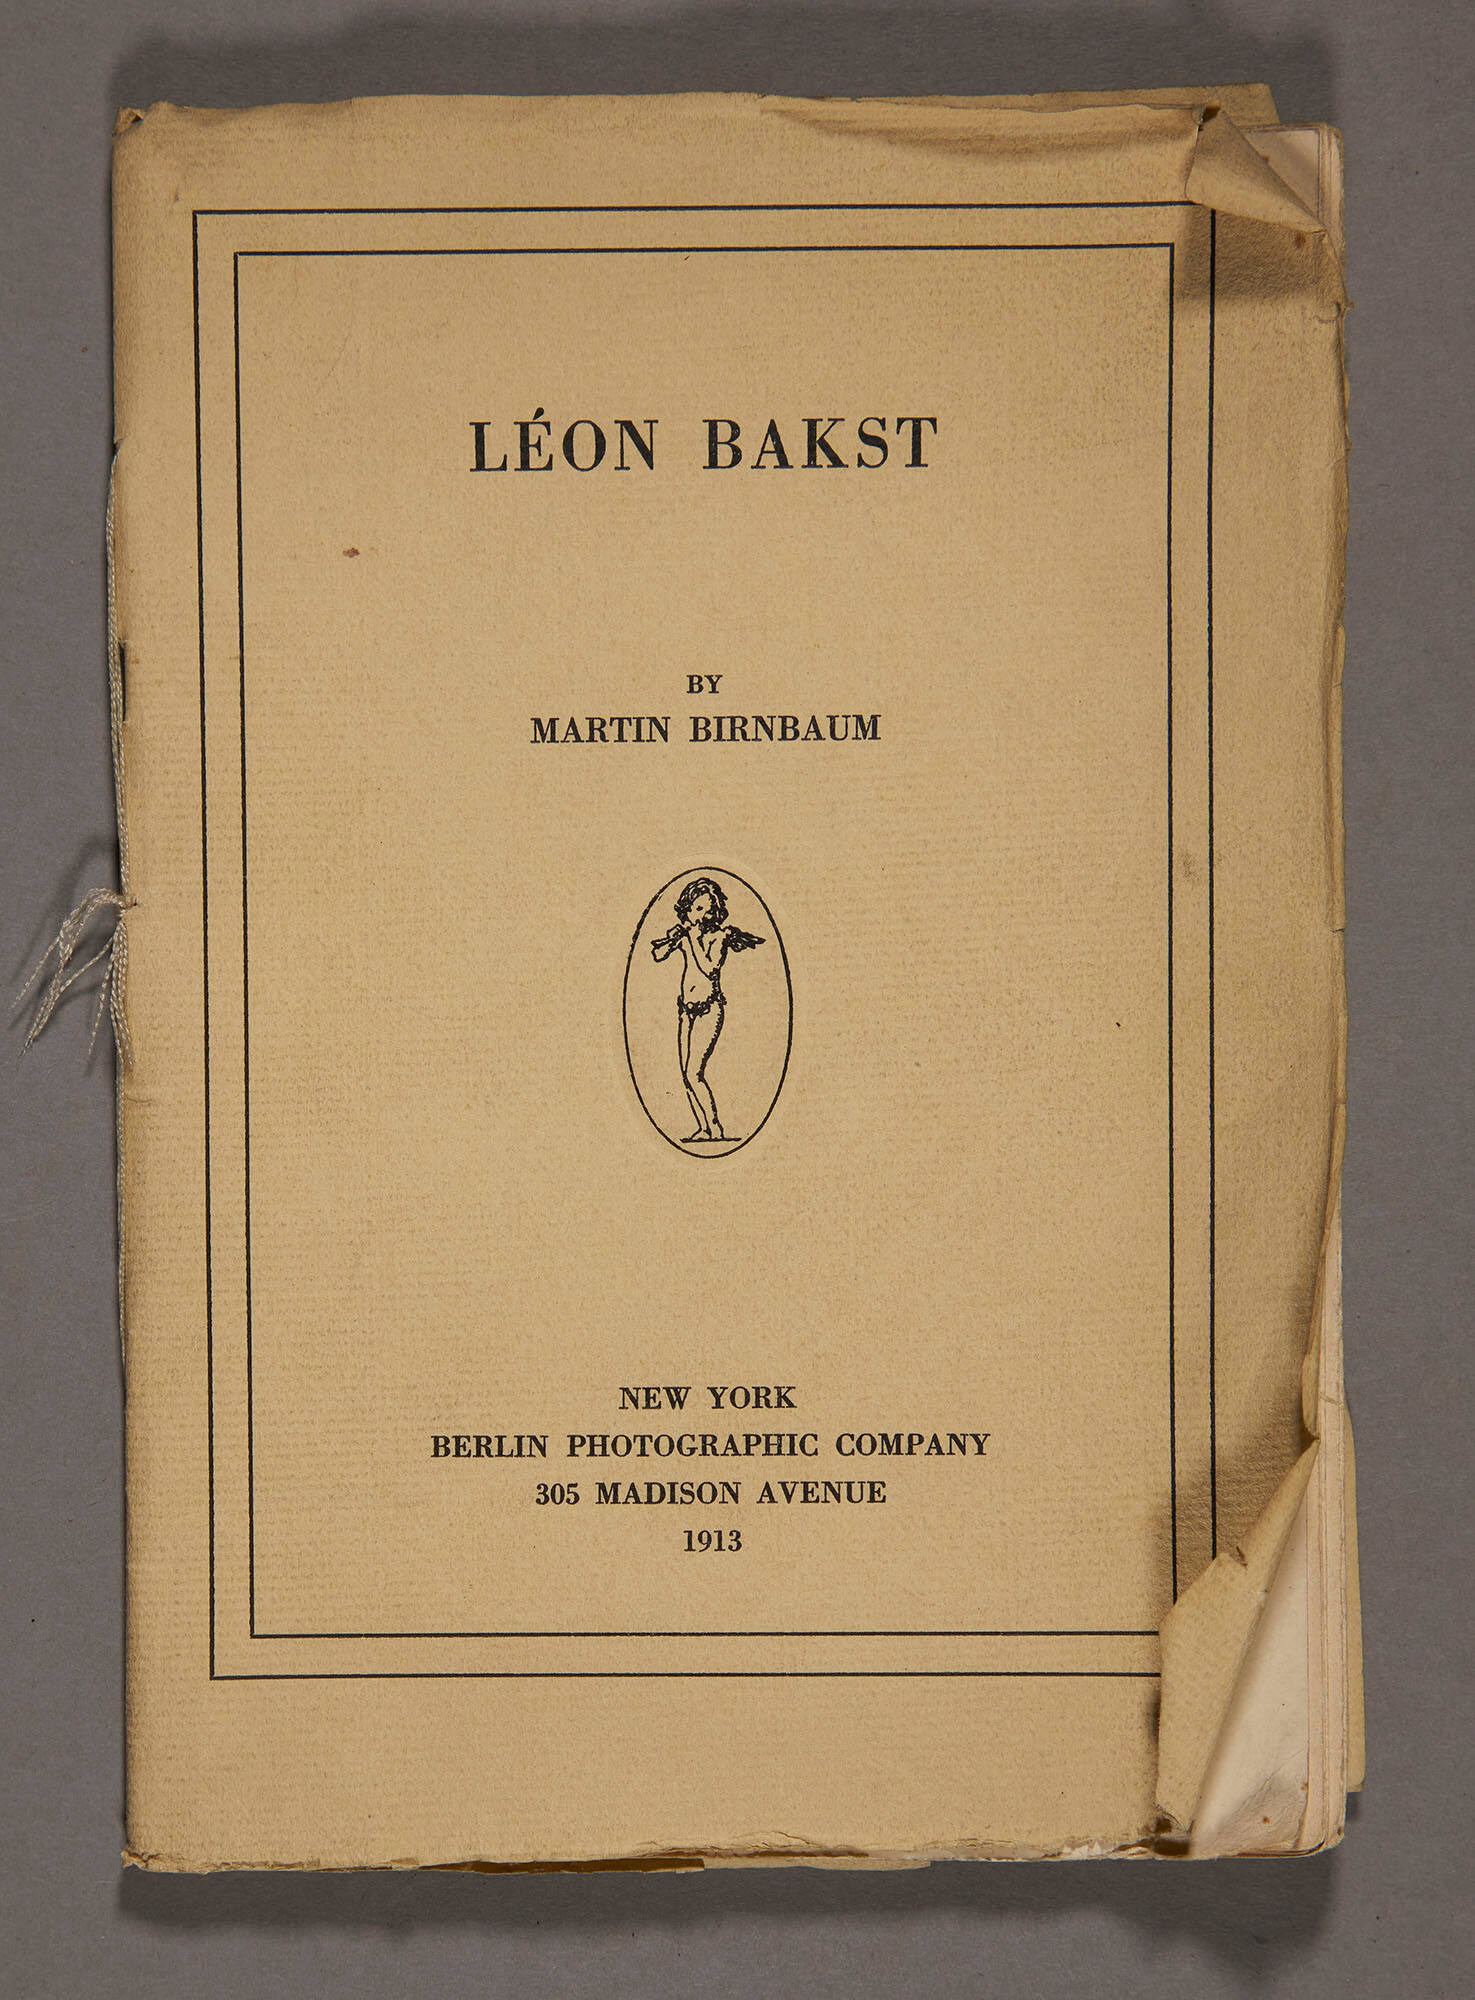 LÉON BAKST
BY
MARTIN BIRNBAUM
NEW YORK
BERLIN PHOTOGRAPHIC COMPANY
305 MADISON AVENUE
1913